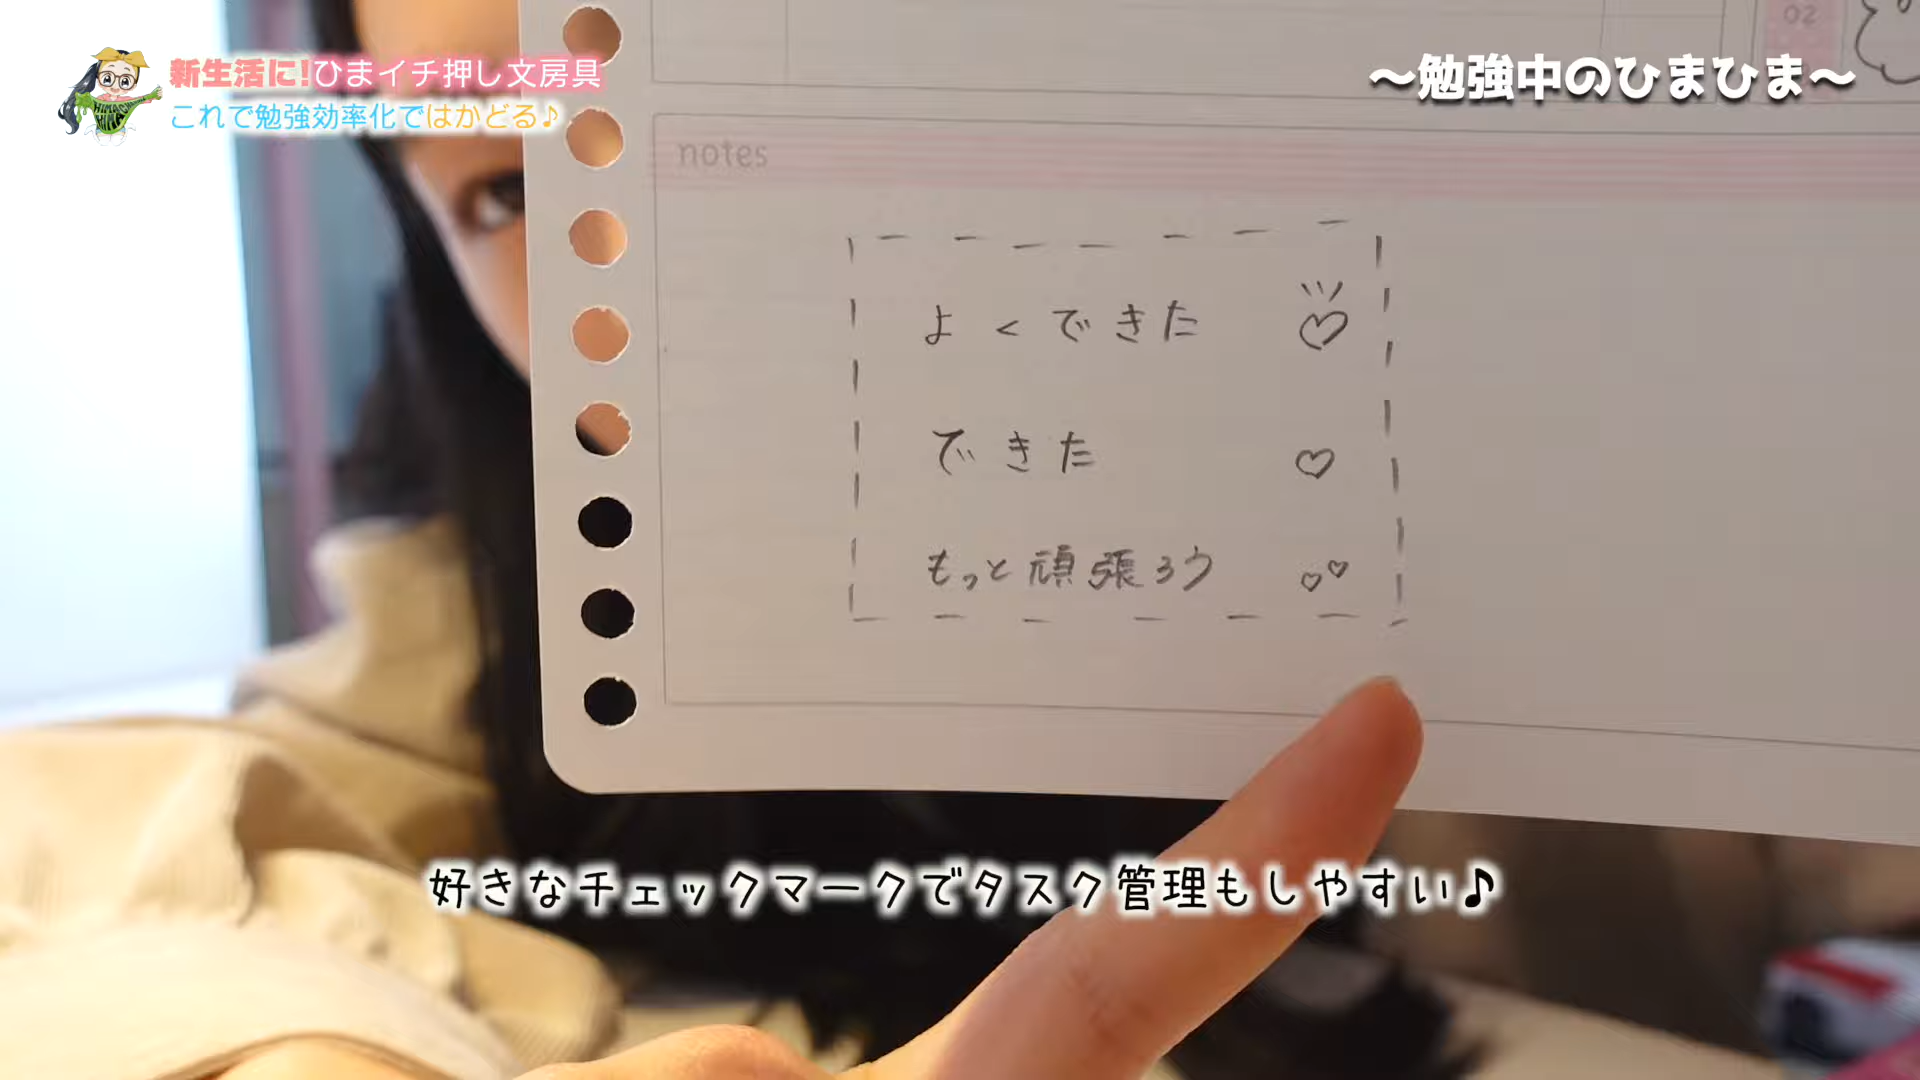 新生活に!ひまイチ押し文房具
これで勉強効率化ではかどる♪
～勉強中のひまひま～
02
notes
よくできた
できた
もっと頑張ろう
好きなチェックマークでタスク管理もしやすい♪